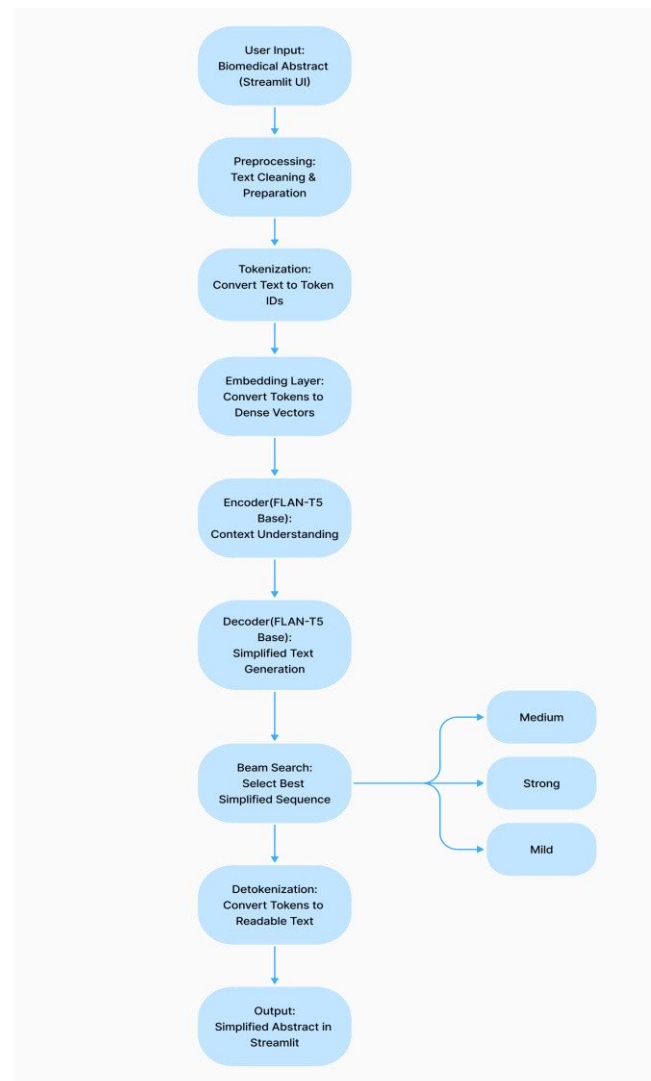 User Input:
Biomedical Abstract
(Streamlit UI)
Preprocessing:
Text Cleaning &
Preparation
Tokenization:
Convert Text to Token
IDs
Embedding Layer:
Convert Tokens to
Dense Vectors
Encoder(FLAN-T5
Base):
Context Understanding
Decoder(FLAN-T5
Base):
Simplified Text
Generation
Beam Search:
Select Best
Simplified Sequence
Medium
Strong
Mild
Detokenization:
Convert Tokens to
Readable Text
Output:
Simplified Abstract in
Streamlit